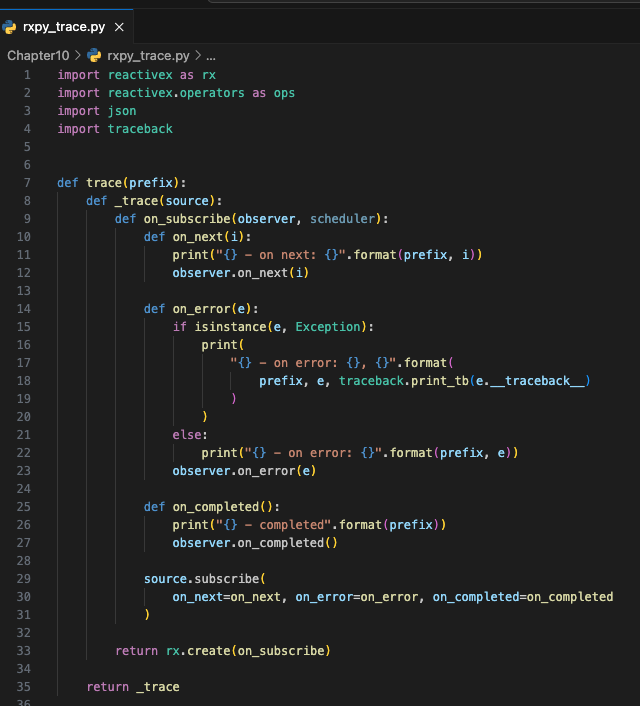 rxpy_trace.py ×
Chapter10 > rxpy_trace.py > ...
1 import reactivex as rx
2 import reactivex.operators as ops
3 import json
4 import traceback
5
6
7 def trace(prefix):
8     def _trace(source):
9         def on_subscribe(observer, scheduler):
10             def on_next(i):
11                 print("{} - on next: {}".format(prefix, i))
12                 observer.on_next(i)
13
14             def on_error(e):
15                 if isinstance(e, Exception):
16                     print(
17                         "{} - on error: {}, {}".format(
18                             prefix, e, traceback.print_tb(e.__traceback__)
19                         )
20                     )
21                 else:
22                     print("{} - on error: {}".format(prefix, e))
23                 observer.on_error(e)
24
25             def on_completed():
26                 print("{} - completed".format(prefix))
27                 observer.on_completed()
28
29             source.subscribe(
30                 on_next=on_next, on_error=on_error, on_completed=on_completed
31             )
32
33         return rx.create(on_subscribe)
34
35     return _trace
36